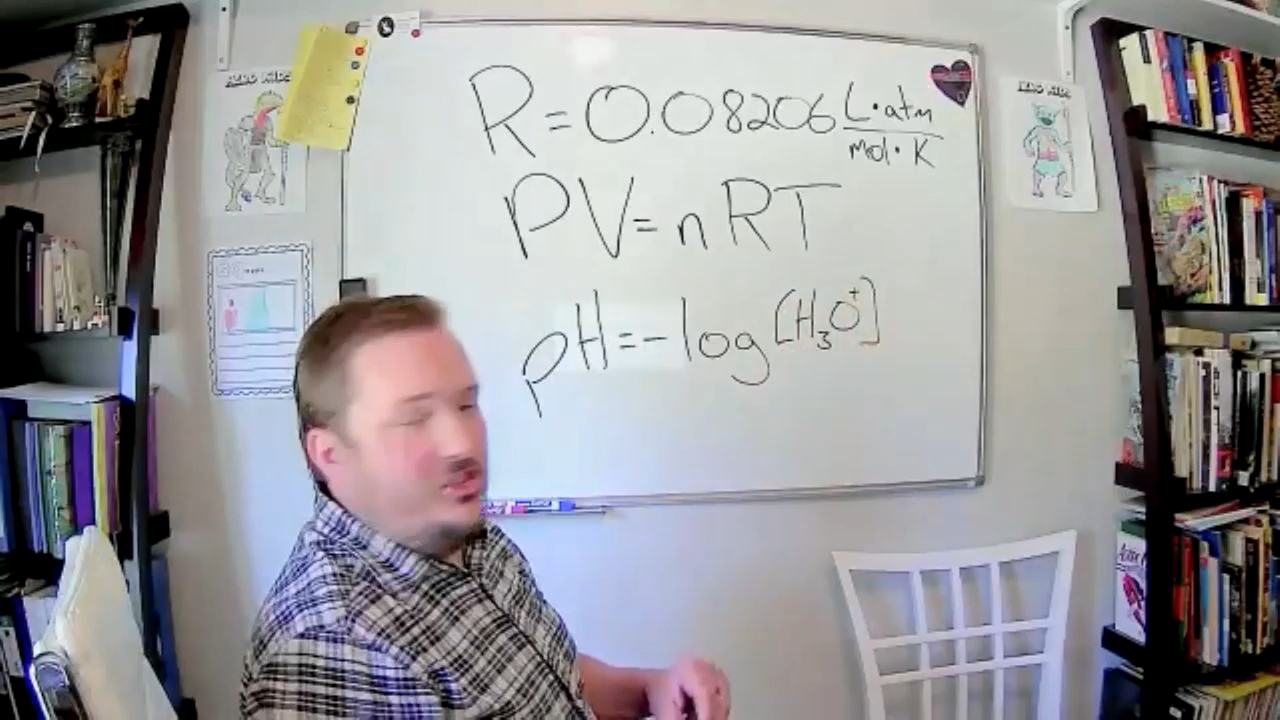 R=0.08206 L·atm
mol·K
PV=nRT
pH=-log[H₃O⁺]